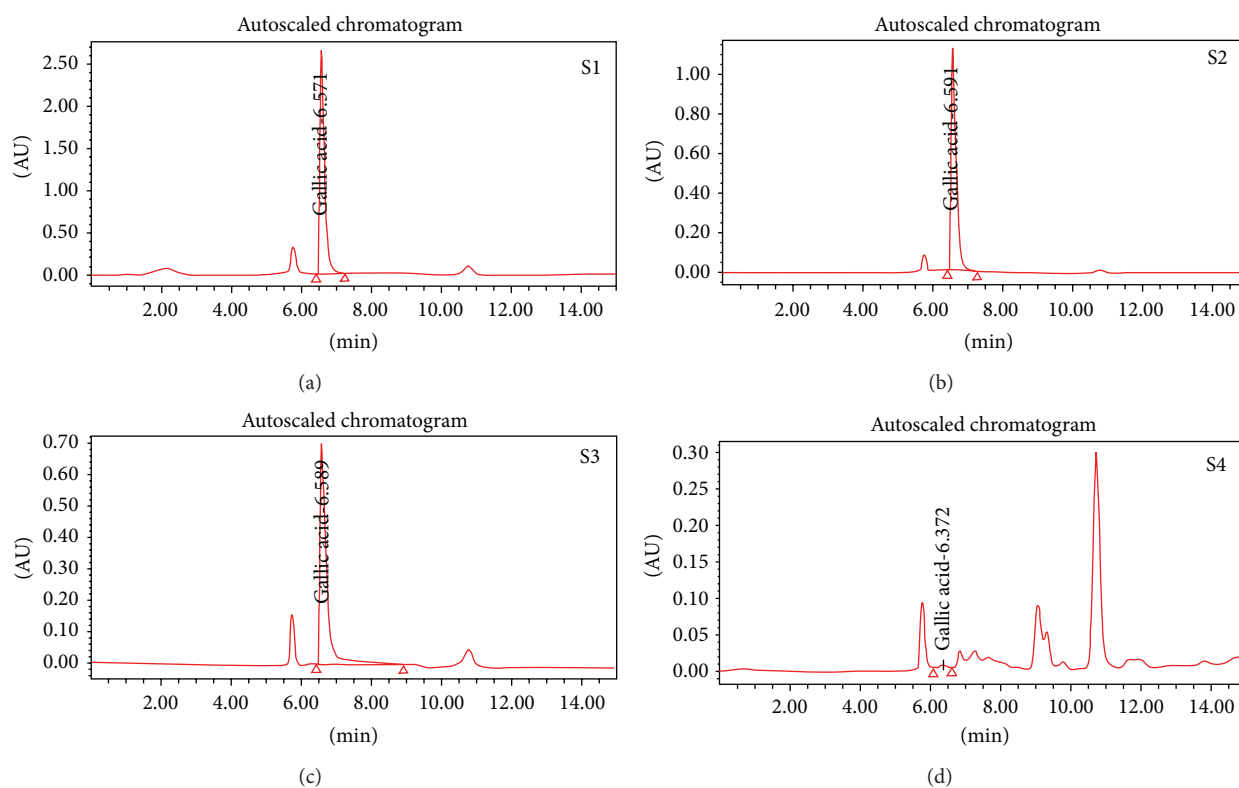 Autoscaled chromatogram
S1
2.50
2.00
1.50
1.00
0.50
0.00
(AU)
Gallic acid-6.571
2.00 4.00 6.00 8.00 10.00 12.00 14.00
(min)
(a)
Autoscaled chromatogram
S2
1.00
0.80
0.60
0.40
0.20
0.00
(AU)
Gallic acid-6.591
2.00 4.00 6.00 8.00 10.00 12.00 14.00
(min)
(b)
Autoscaled chromatogram
S3
0.70
0.60
0.50
0.40
0.30
0.20
0.10
0.00
(AU)
Gallic acid-6.589
2.00 4.00 6.00 8.00 10.00 12.00 14.00
(min)
(c)
Autoscaled chromatogram
S4
0.30
0.25
0.20
0.15
0.10
0.05
0.00
(AU)
Gallic acid-6.372
2.00 4.00 6.00 8.00 10.00 12.00 14.00
(min)
(d)